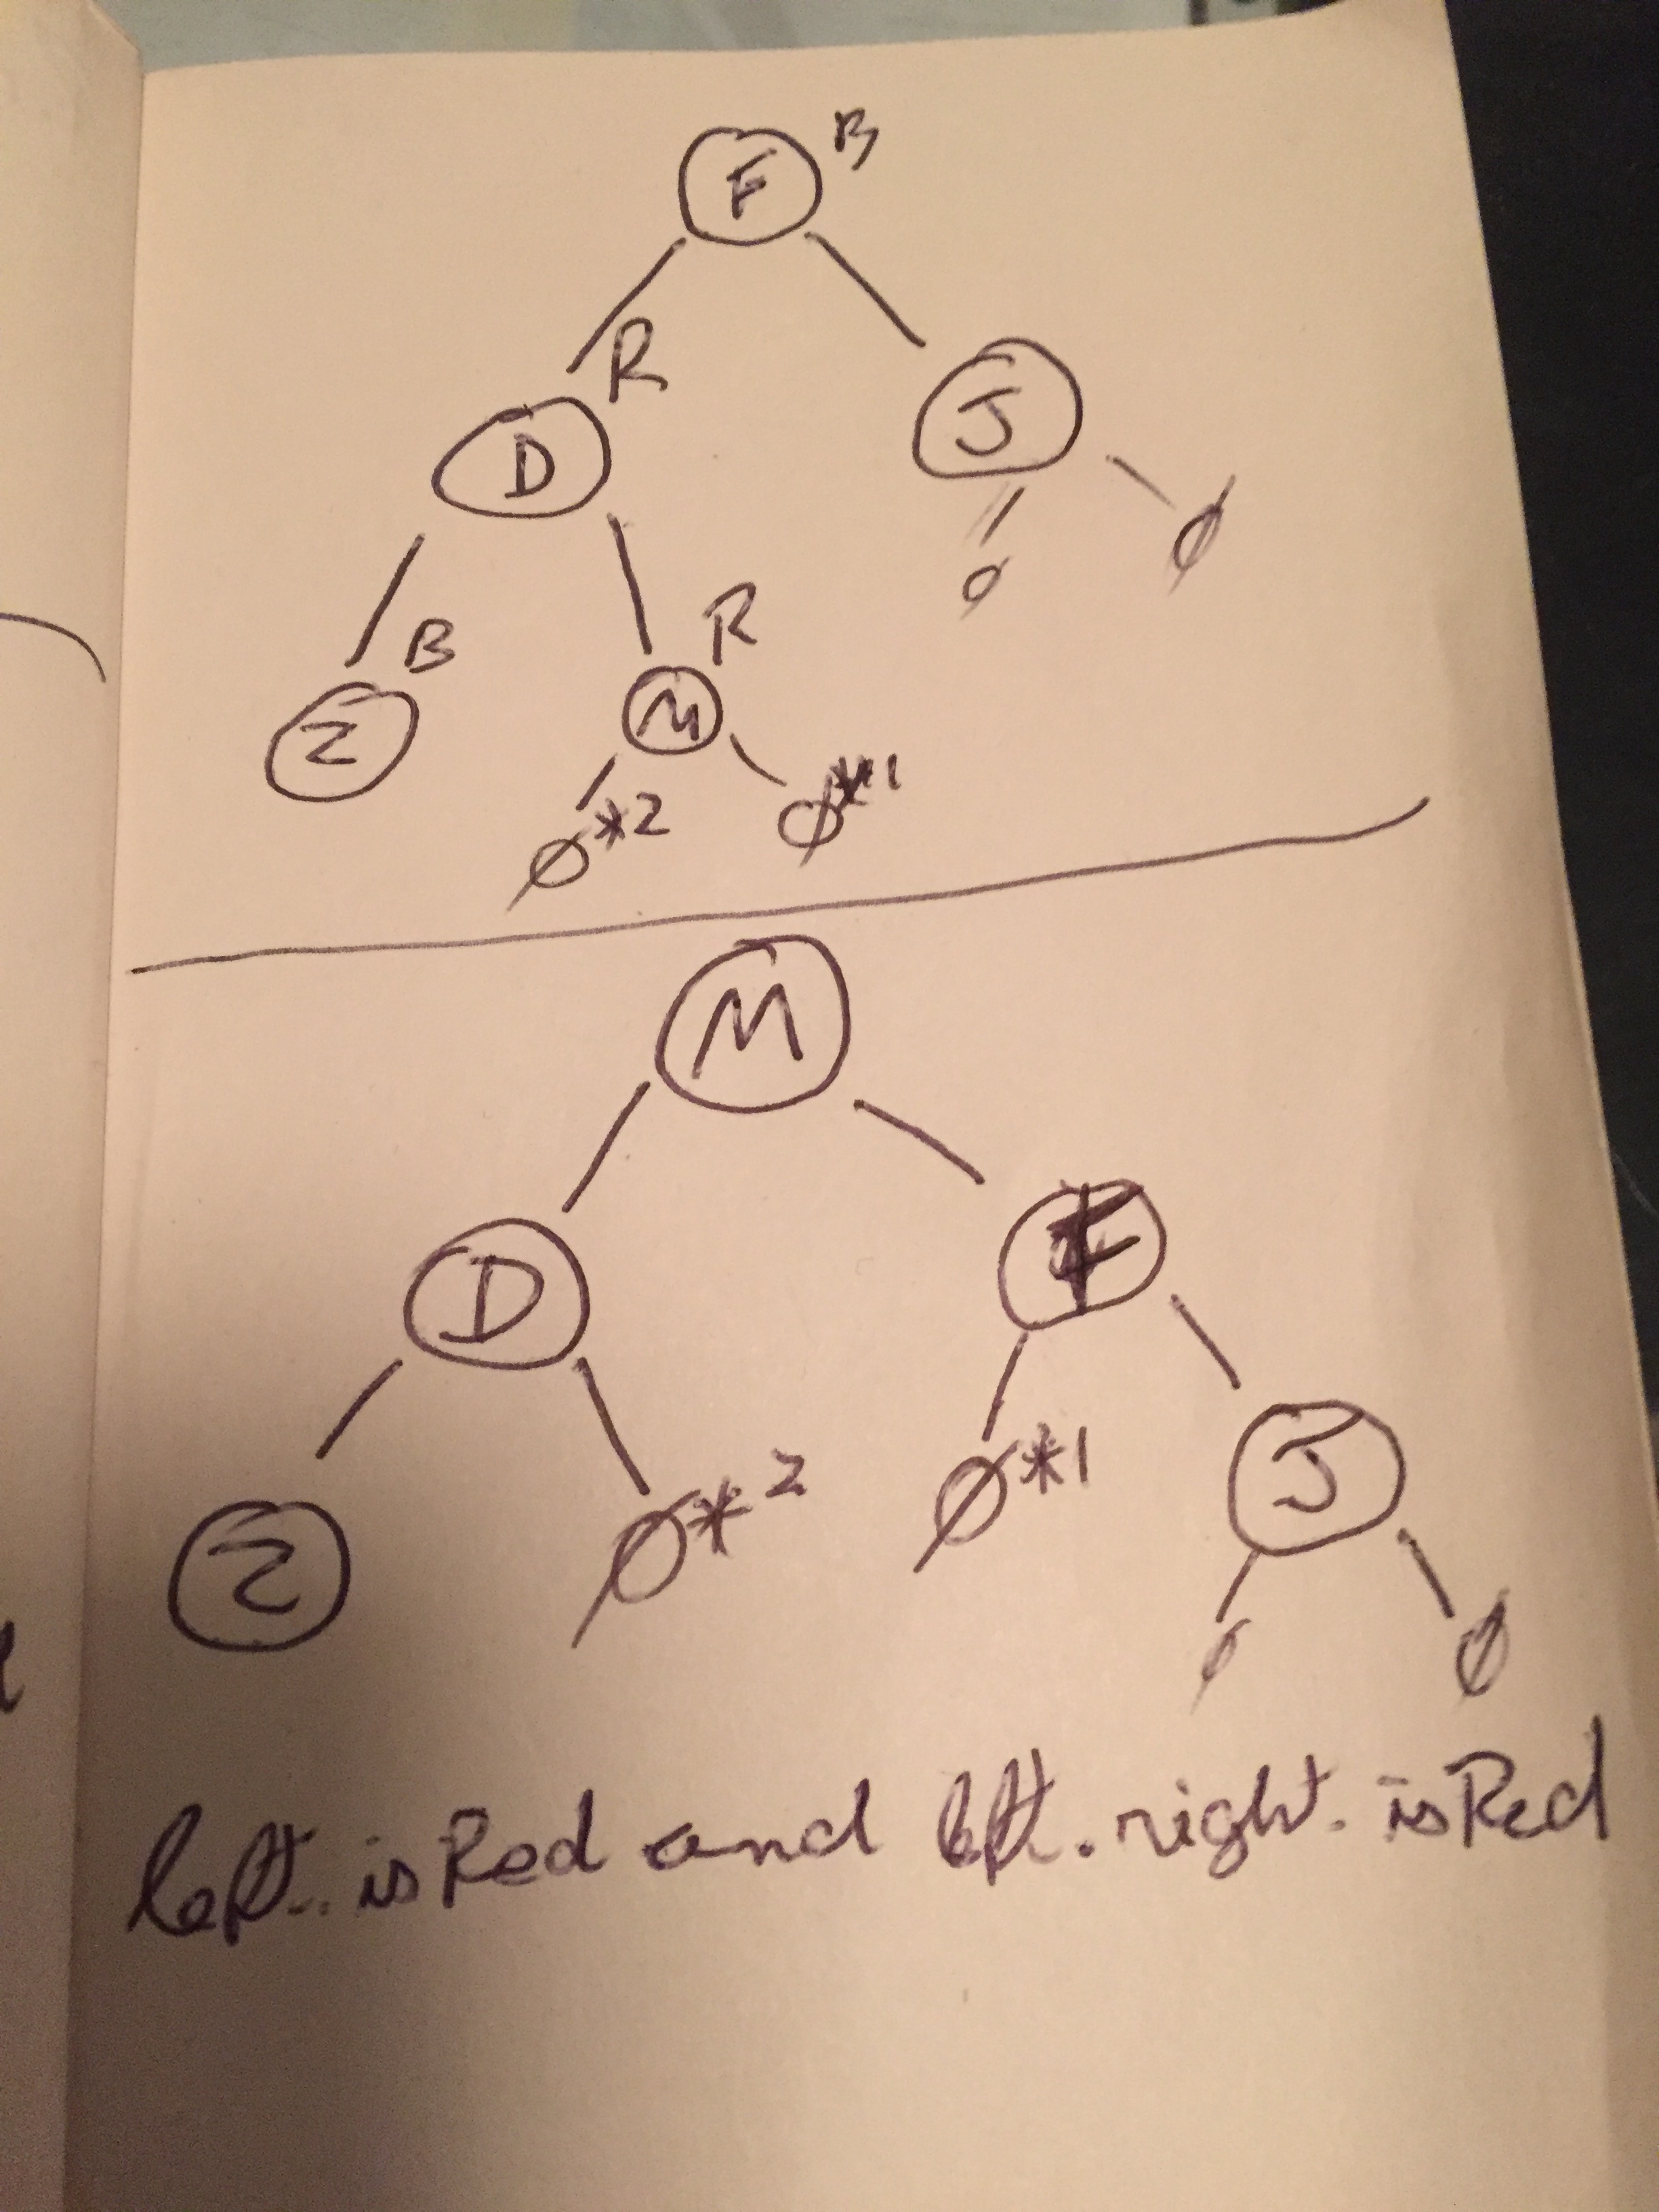 F B
R
D J
ø ø
B R
Z M
ø*2 ø*1
M
D F
Z ø*2 ø*1 J
ø ø
left.isRed and left.right.isRed